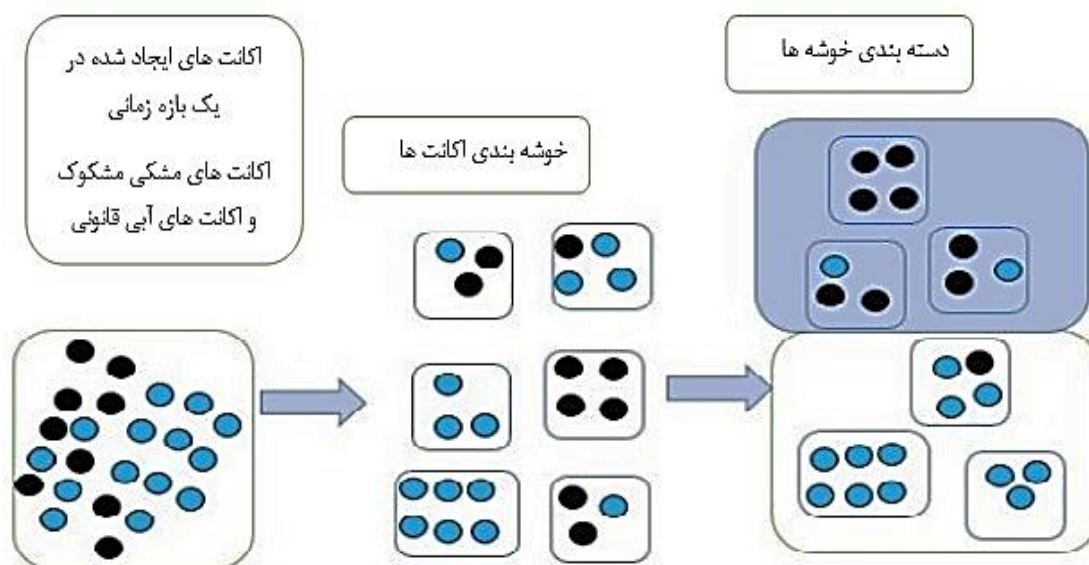 اکانت های ایجاد شده در
یک بازه زمانی
اکانت های مشکی مشکوک
و اکانت های آبی قانونی
خوشه بندی اکانت ها
دسته بندی خوشه ها